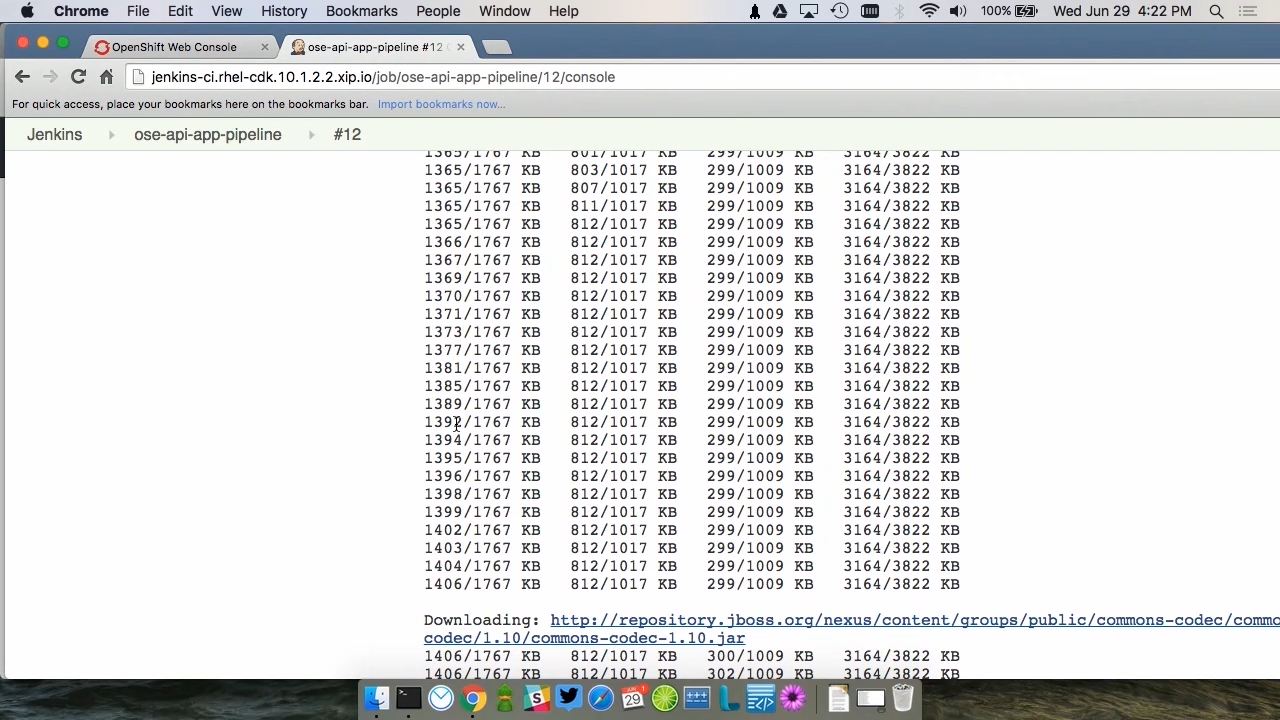 Chrome File Edit View History Bookmarks People Window Help 100% Wed Jun 29 4:22 PM
OpenShift Web Console ose-api-app-pipeline #12
jenkins-ci.rhel-cdk.10.1.2.2.xip.io/job/ose-api-app-pipeline/12/console
For quick access, place your bookmarks here on the bookmarks bar. Import bookmarks now...
Jenkins ose-api-app-pipeline #12
1365/1767 KB 801/1017 KB 299/1009 KB 3164/3822 KB
1365/1767 KB 803/1017 KB 299/1009 KB 3164/3822 KB
1365/1767 KB 807/1017 KB 299/1009 KB 3164/3822 KB
1365/1767 KB 811/1017 KB 299/1009 KB 3164/3822 KB
1365/1767 KB 812/1017 KB 299/1009 KB 3164/3822 KB
1366/1767 KB 812/1017 KB 299/1009 KB 3164/3822 KB
1367/1767 KB 812/1017 KB 299/1009 KB 3164/3822 KB
1369/1767 KB 812/1017 KB 299/1009 KB 3164/3822 KB
1370/1767 KB 812/1017 KB 299/1009 KB 3164/3822 KB
1371/1767 KB 812/1017 KB 299/1009 KB 3164/3822 KB
1373/1767 KB 812/1017 KB 299/1009 KB 3164/3822 KB
1377/1767 KB 812/1017 KB 299/1009 KB 3164/3822 KB
1381/1767 KB 812/1017 KB 299/1009 KB 3164/3822 KB
1385/1767 KB 812/1017 KB 299/1009 KB 3164/3822 KB
1389/1767 KB 812/1017 KB 299/1009 KB 3164/3822 KB
1392/1767 KB 812/1017 KB 299/1009 KB 3164/3822 KB
1394/1767 KB 812/1017 KB 299/1009 KB 3164/3822 KB
1395/1767 KB 812/1017 KB 299/1009 KB 3164/3822 KB
1396/1767 KB 812/1017 KB 299/1009 KB 3164/3822 KB
1398/1767 KB 812/1017 KB 299/1009 KB 3164/3822 KB
1399/1767 KB 812/1017 KB 299/1009 KB 3164/3822 KB
1402/1767 KB 812/1017 KB 299/1009 KB 3164/3822 KB
1403/1767 KB 812/1017 KB 299/1009 KB 3164/3822 KB
1404/1767 KB 812/1017 KB 299/1009 KB 3164/3822 KB
1406/1767 KB 812/1017 KB 299/1009 KB 3164/3822 KB
Downloading: http://repository.jboss.org/nexus/content/groups/public/commons-codec/commo
codec/1.10/commons-codec-1.10.jar
1406/1767 KB 812/1017 KB 300/1009 KB 3164/3822 KB
1406/1767 KB 812/1017 KB 302/1009 KB 3164/3822 KB
29